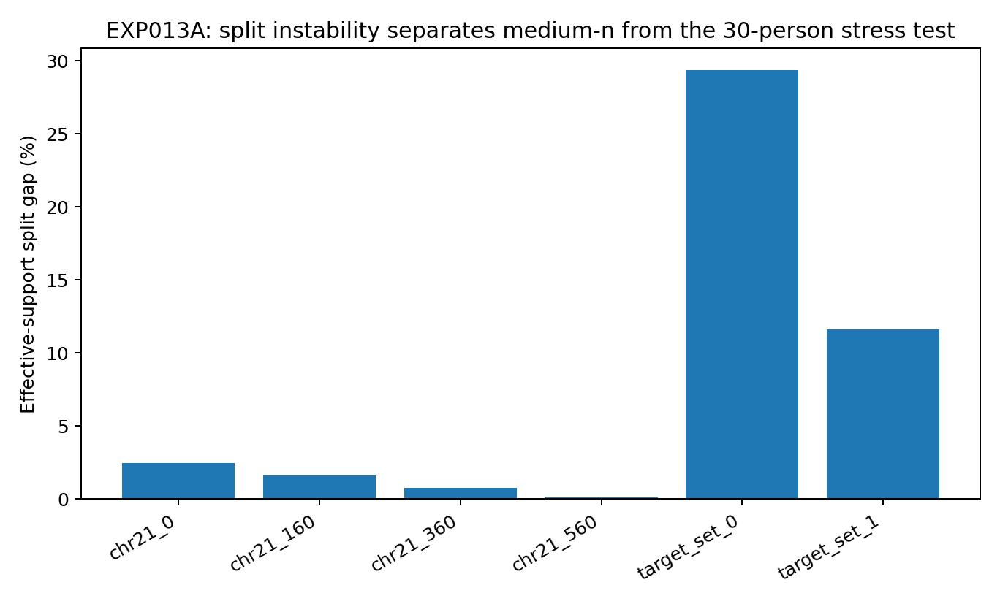 EXP013A: split instability separates medium-n from the 30-person stress test
Effective-support split gap (%)
30
25
20
15
10
5
0
chr21_0
chr21_160
chr21_360
chr21_560
target_set_0
target_set_1